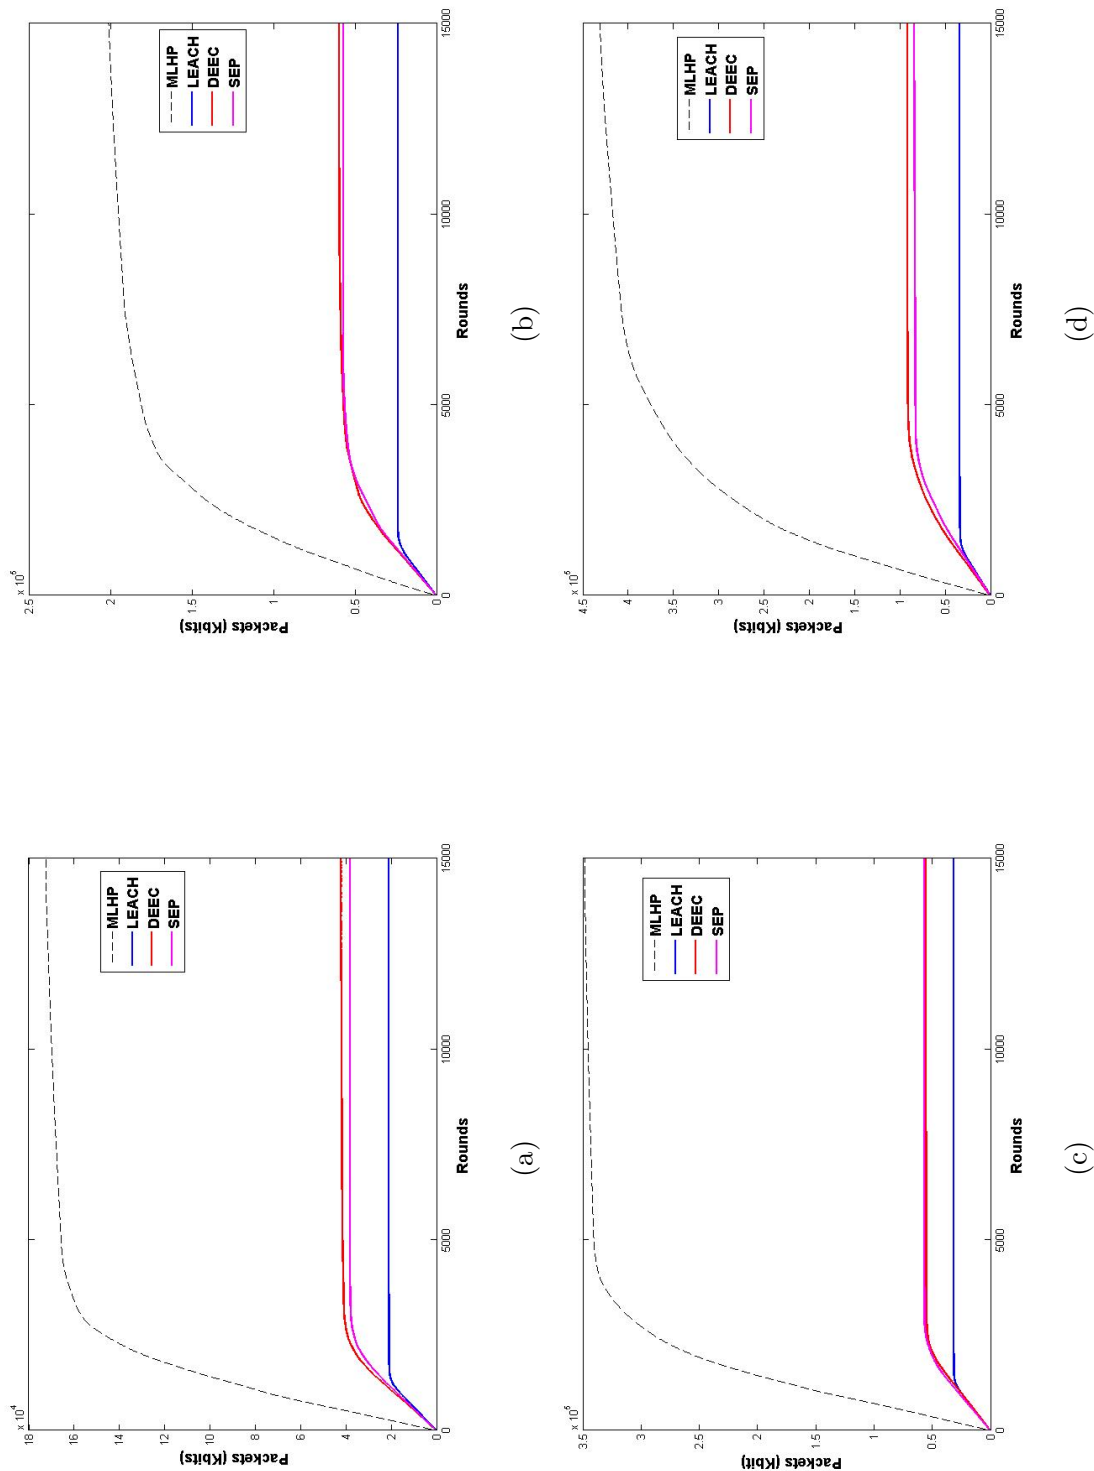 x 10^4
18
16
14
12
10
8
6
4
2
0
Packets (Kbits)
MLHP
LEACH
DEEC
SEP
0
5000
10000
15000
Rounds
(a)
x 10^5
2.5
2
1.5
1
0.5
0
Packets (Kbits)
MLHP
LEACH
DEEC
SEP
0
5000
10000
15000
Rounds
(b)
x 10^5
3.5
3
2.5
2
1.5
1
0.5
0
Packets (Kbit)
MLHP
LEACH
DEEC
SEP
0
5000
10000
15000
Rounds
(c)
x 10^5
4.5
4
3.5
3
2.5
2
1.5
1
0.5
0
Packets (Kbits)
MLHP
LEACH
DEEC
SEP
0
5000
10000
15000
Rounds
(d)